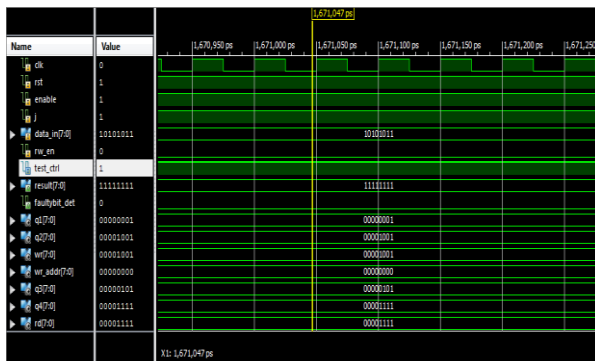 1,671,047 ps
Name Value 1,670,950 ps 1,671,000 ps 1,671,050 ps 1,671,100 ps 1,671,150 ps 1,671,200 ps 1,671,250
clk 0
rst 1
enable 1
j 1
data_in[7:0] 10101011 10101011
rw_en 0
test_ctrl 1
result[7:0] 11111111 11111111
faultybit_det 0
q1[7:0] 00000001 00000001
q2[7:0] 00001001 00001001
wr[7:0] 00001001 00001001
wr_addr[7:0] 00000000 00000000
q3[7:0] 00000101 00000101
q4[7:0] 00001111 00001111
rd[7:0] 00001111 00001111
X1: 1,671,047 ps